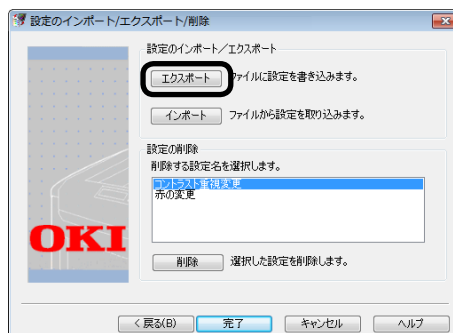 設定のインポート/エクスポート/削除
設定のインポート／エクスポート
エクスポート ファイルに設定を書き込みます。
インポート ファイルから設定を取り込みます。
設定の削除
削除する設定名を選択します。
コントラスト重視変更
赤の変更
OKI
削除 選択した設定を削除します。
< 戻る(B) 完了 キャンセル ヘルプ